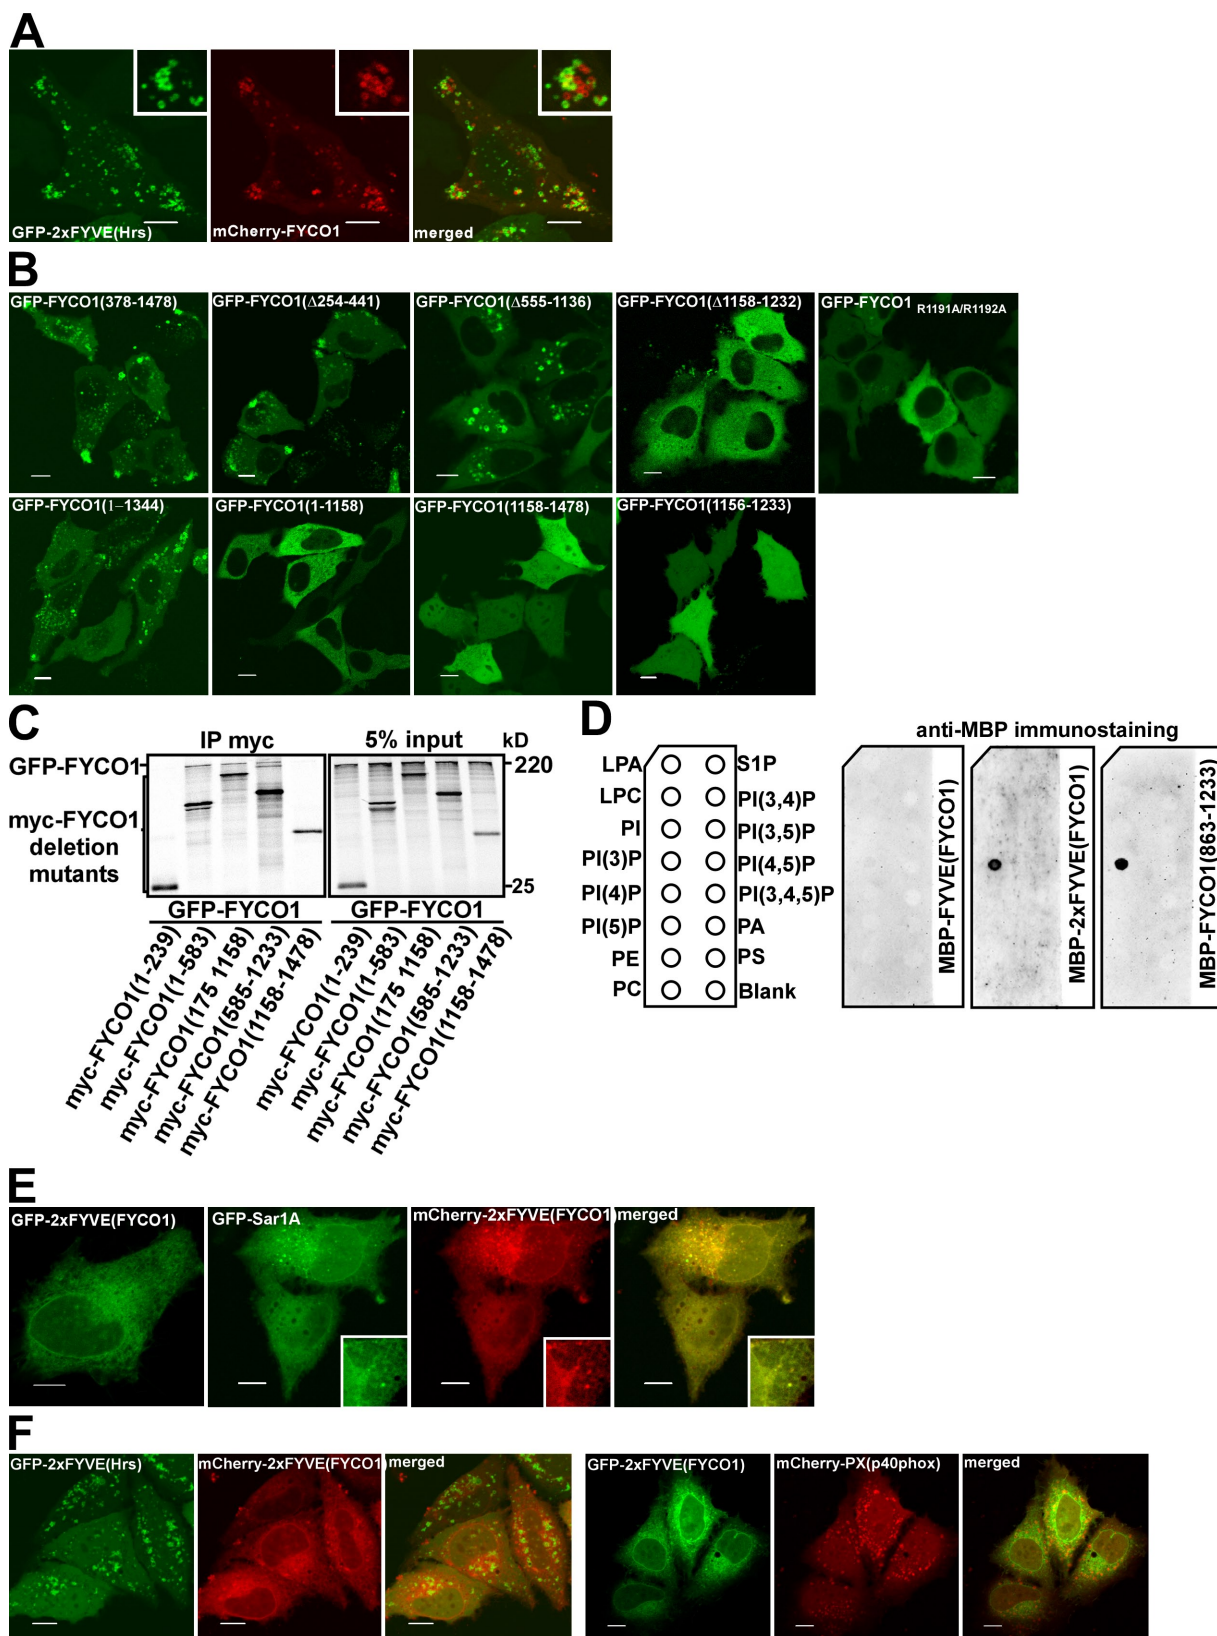 A
GFP-2xFYVE(Hrs)
mCherry-FYCO1
merged
B
GFP-FYCO1(378-1478)
GFP-FYCO1(Δ254-441)
GFP-FYCO1(Δ555-1136)
GFP-FYCO1(Δ1158-1232)
GFP-FYCO1 R1191A/R1192A
GFP-FYCO1(1–1344)
GFP-FYCO1(1-1158)
GFP-FYCO1(1158-1478)
GFP-FYCO1(1156-1233)
C
IP myc
5% input
kD
GFP-FYCO1
220
myc-FYCO1
deletion
mutants
25
GFP-FYCO1
GFP-FYCO1
myc-FYCO1(1-239)
myc-FYCO1(1-583)
myc-FYCO1(175 1158)
myc-FYCO1(585-1233)
myc-FYCO1(1158-1478)
myc-FYCO1(1-239)
myc-FYCO1(1-583)
myc-FYCO1(175 1158)
myc-FYCO1(585-1233)
myc-FYCO1(1158-1478)
D
anti-MBP immunostaining
LPA
S1P
LPC
PI(3,4)P
PI
PI(3,5)P
PI(3)P
PI(4,5)P
PI(4)P
PI(3,4,5)P
PI(5)P
PA
PE
PS
PC
Blank
MBP-FYVE(FYCO1)
MBP-2xFYVE(FYCO1)
MBP-FYCO1(863-1233)
E
GFP-2xFYVE(FYCO1)
GFP-Sar1A
mCherry-2xFYVE(FYCO1)
merged
F
GFP-2xFYVE(Hrs)
mCherry-2xFYVE(FYCO1)
merged
GFP-2xFYVE(FYCO1)
mCherry-PX(p40phox)
merged